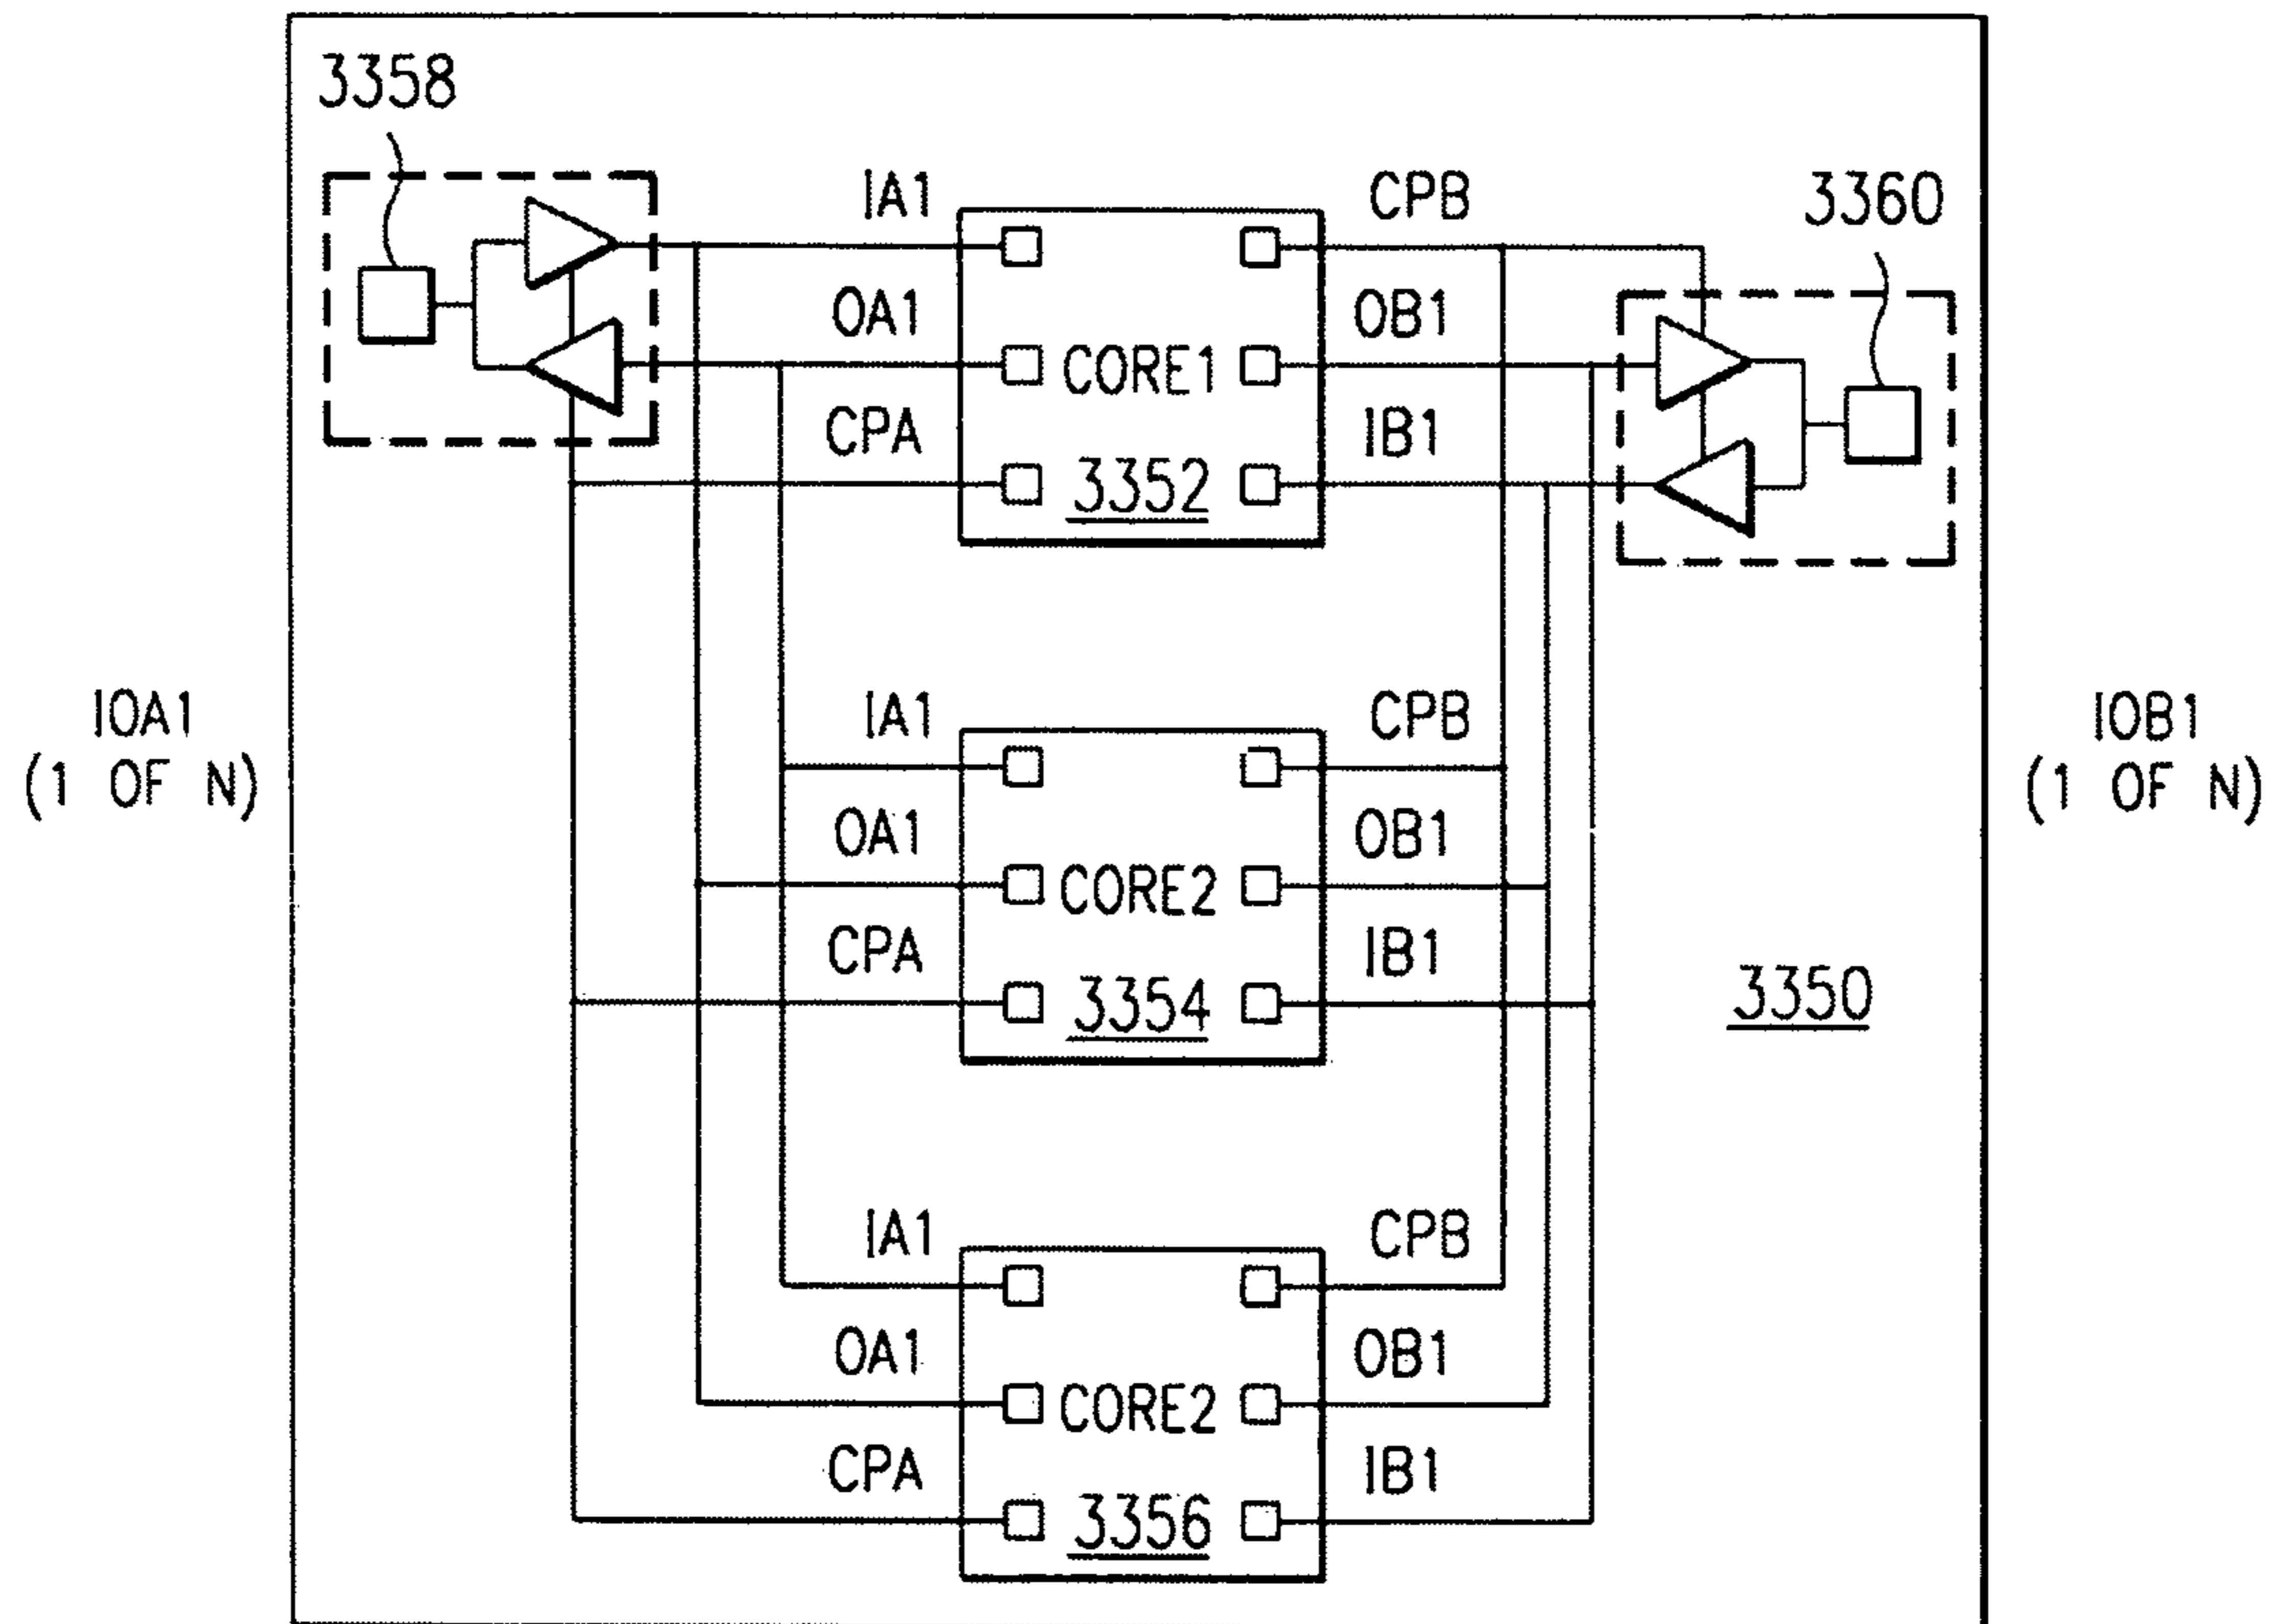 3358
IA1 CPB
3360
OA1 OB1
CORE1
CPA IB1
3352
IOA1
(1 OF N)
IA1 CPB
IOB1
(1 OF N)
OA1 OB1
CORE2
CPA IB1
3354
3350
IA1 CPB
OA1 OB1
CORE2
CPA IB1
3356